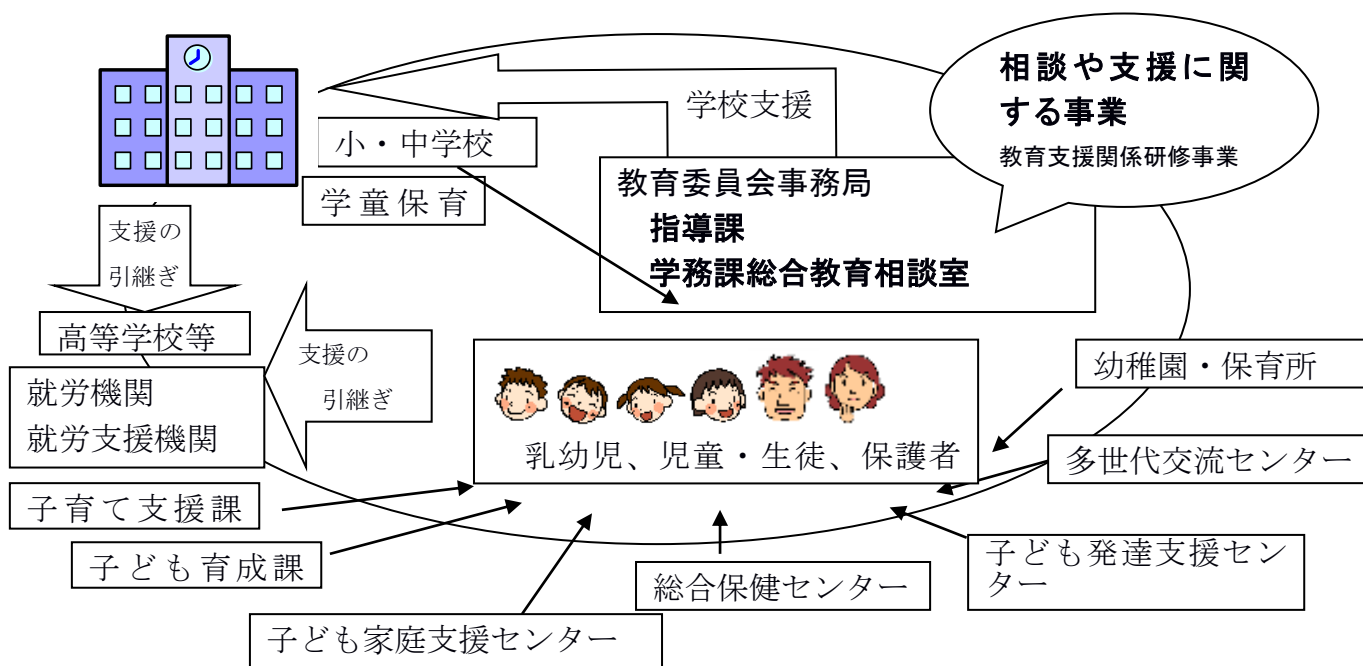 相談や支援に関
する事業
教育支援関係研修事業
学校支援
小・中学校
学童保育
教育委員会事務局
指導課
学務課総合教育相談室
支援の
引継ぎ
高等学校等
就労機関
就労支援機関
支援の
引継ぎ
乳幼児、児童・生徒、保護者
幼稚園・保育所
多世代交流センター
子育て支援課
子ども育成課
子ども家庭支援センター
総合保健センター
子ども発達支援セン
ター